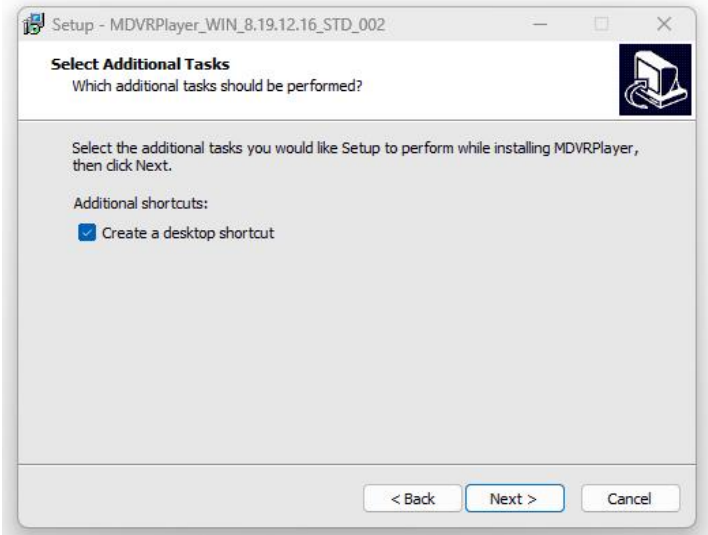 Setup - MDVRPlayer_WIN_8.19.12.16_STD_002
Select Additional Tasks
Which additional tasks should be performed?
Select the additional tasks you would like Setup to perform while installing MDVRPlayer,
then click Next.
Additional shortcuts:
Create a desktop shortcut
< Back
Next >
Cancel